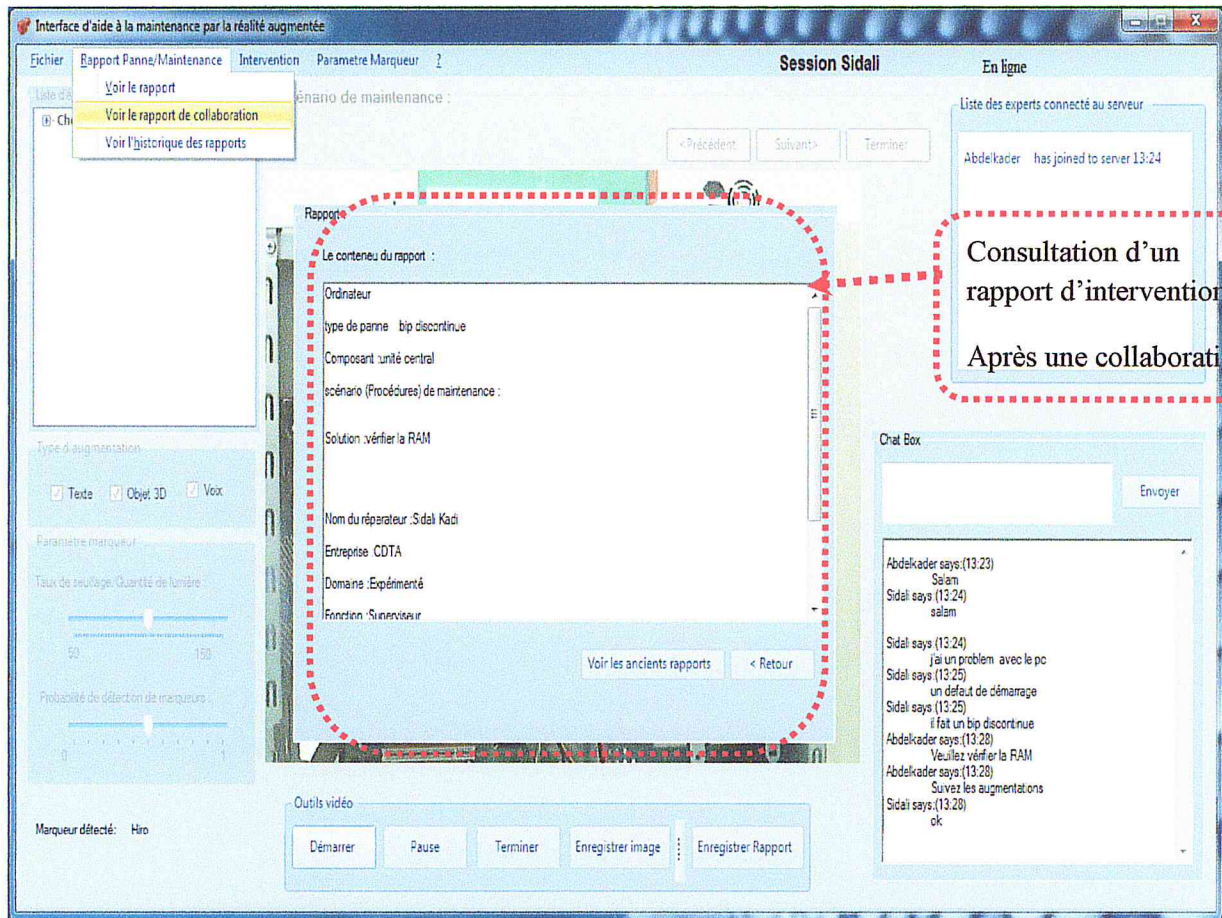 Interface d'aide à la maintenance par la réalité augmentée
Fichier Rapport Panne/Maintenance Intervention Parametre Marqueur ?
Session Sidali
En ligne
Voir le rapport
Voir le rapport de collaboration
Voir l'historique des rapports
Liste d'é
Che
énario de maintenance :
<Précédent Suivant> Terminer
Liste des experts connecté au serveur
Abdelkader has joined to server 13:24
Consultation d'un
rapport d'intervention
Après une collaborati
Rapport
Le conteneu du rapport :
Ordinateur
type de panne bip discontinue
Composant :unité central
scénario (Procédures) de maintenance :
Solution :vérifier la RAM
Nom du réparateur :Sidali Kadi
Entreprise :CDTA
Domaine :Expérimenté
Fonction :Superviseur
Voir les ancients rapports < Retour
Type d'augmentation
Texte Objet 3D Voix
Paramètre marqueur
Taux de seuillage/Quantité de lumière
50 150
Probabilité de détection de marqueurs :
0
Marqueur détecté: Hiro
Outils vidéo
Démarrer Pause Terminer Enregistrer image Enregistrer Rapport
Chat Box
Envoyer
Abdelkader says:(13:23)
Salam
Sidali says:(13:24)
salam
Sidali says:(13:24)
j'ai un problem avec le pc
Sidali says:(13:25)
un defaut de démarrage
Sidali says:(13:25)
il fait un bip discontinue
Abdelkader says:(13:28)
Veuillez vérifier la RAM
Abdelkader says:(13:28)
Suivez les augmentations
Sidali says:(13:28)
ok